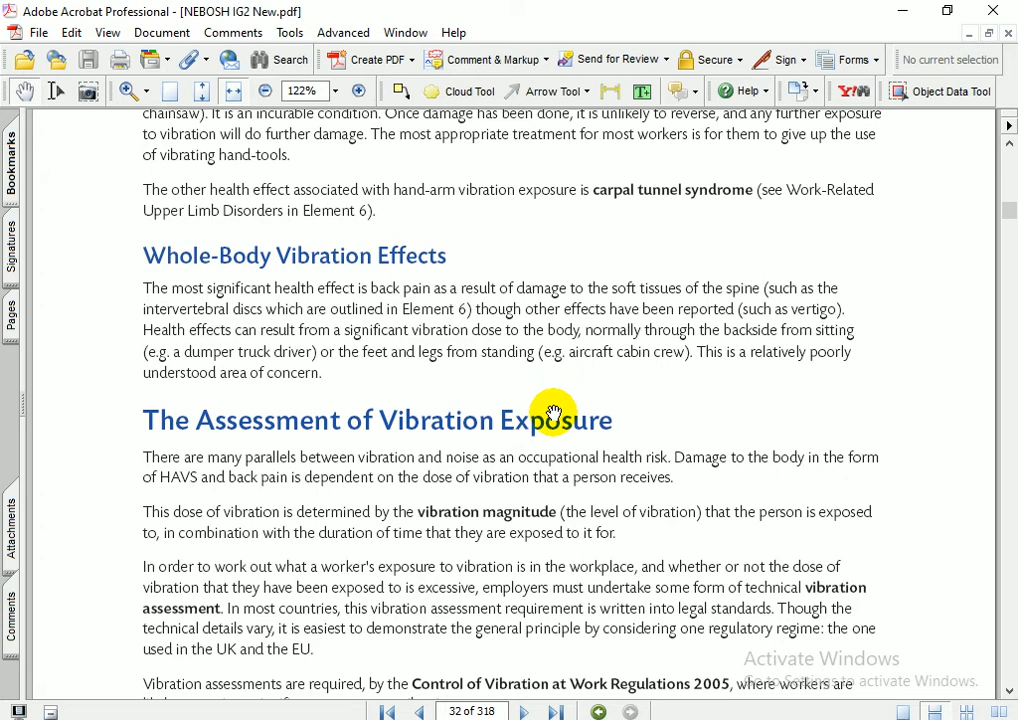 Adobe Acrobat Professional - [NEBOSH IG2 New.pdf]
File Edit View Document Comments Tools Advanced Window Help
Search Create PDF Comment & Markup Send for Review Secure Sign Forms No current selection
122% Cloud Tool Arrow Tool Help Y! Object Data Tool
Bookmarks
Signatures
Pages
Attachments
Comments
chainsaw). It is an incurable condition. Once damage has been done, it is unlikely to reverse, and any further exposure
to vibration will do further damage. The most appropriate treatment for most workers is for them to give up the use
of vibrating hand-tools.
The other health effect associated with hand-arm vibration exposure is carpal tunnel syndrome (see Work-Related
Upper Limb Disorders in Element 6).
Whole-Body Vibration Effects
The most significant health effect is back pain as a result of damage to the soft tissues of the spine (such as the
intervertebral discs which are outlined in Element 6) though other effects have been reported (such as vertigo).
Health effects can result from a significant vibration dose to the body, normally through the backside from sitting
(e.g. a dumper truck driver) or the feet and legs from standing (e.g. aircraft cabin crew). This is a relatively poorly
understood area of concern.
The Assessment of Vibration Exposure
There are many parallels between vibration and noise as an occupational health risk. Damage to the body in the form
of HAVS and back pain is dependent on the dose of vibration that a person receives.
This dose of vibration is determined by the vibration magnitude (the level of vibration) that the person is exposed
to, in combination with the duration of time that they are exposed to it for.
In order to work out what a worker's exposure to vibration is in the workplace, and whether or not the dose of
vibration that they have been exposed to is excessive, employers must undertake some form of technical vibration
assessment. In most countries, this vibration assessment requirement is written into legal standards. Though the
technical details vary, it is easiest to demonstrate the general principle by considering one regulatory regime: the one
used in the UK and the EU.
Vibration assessments are required, by the Control of Vibration at Work Regulations 2005, where workers are
Activate Windows
Go to Settings to activate Windows.
32 of 318